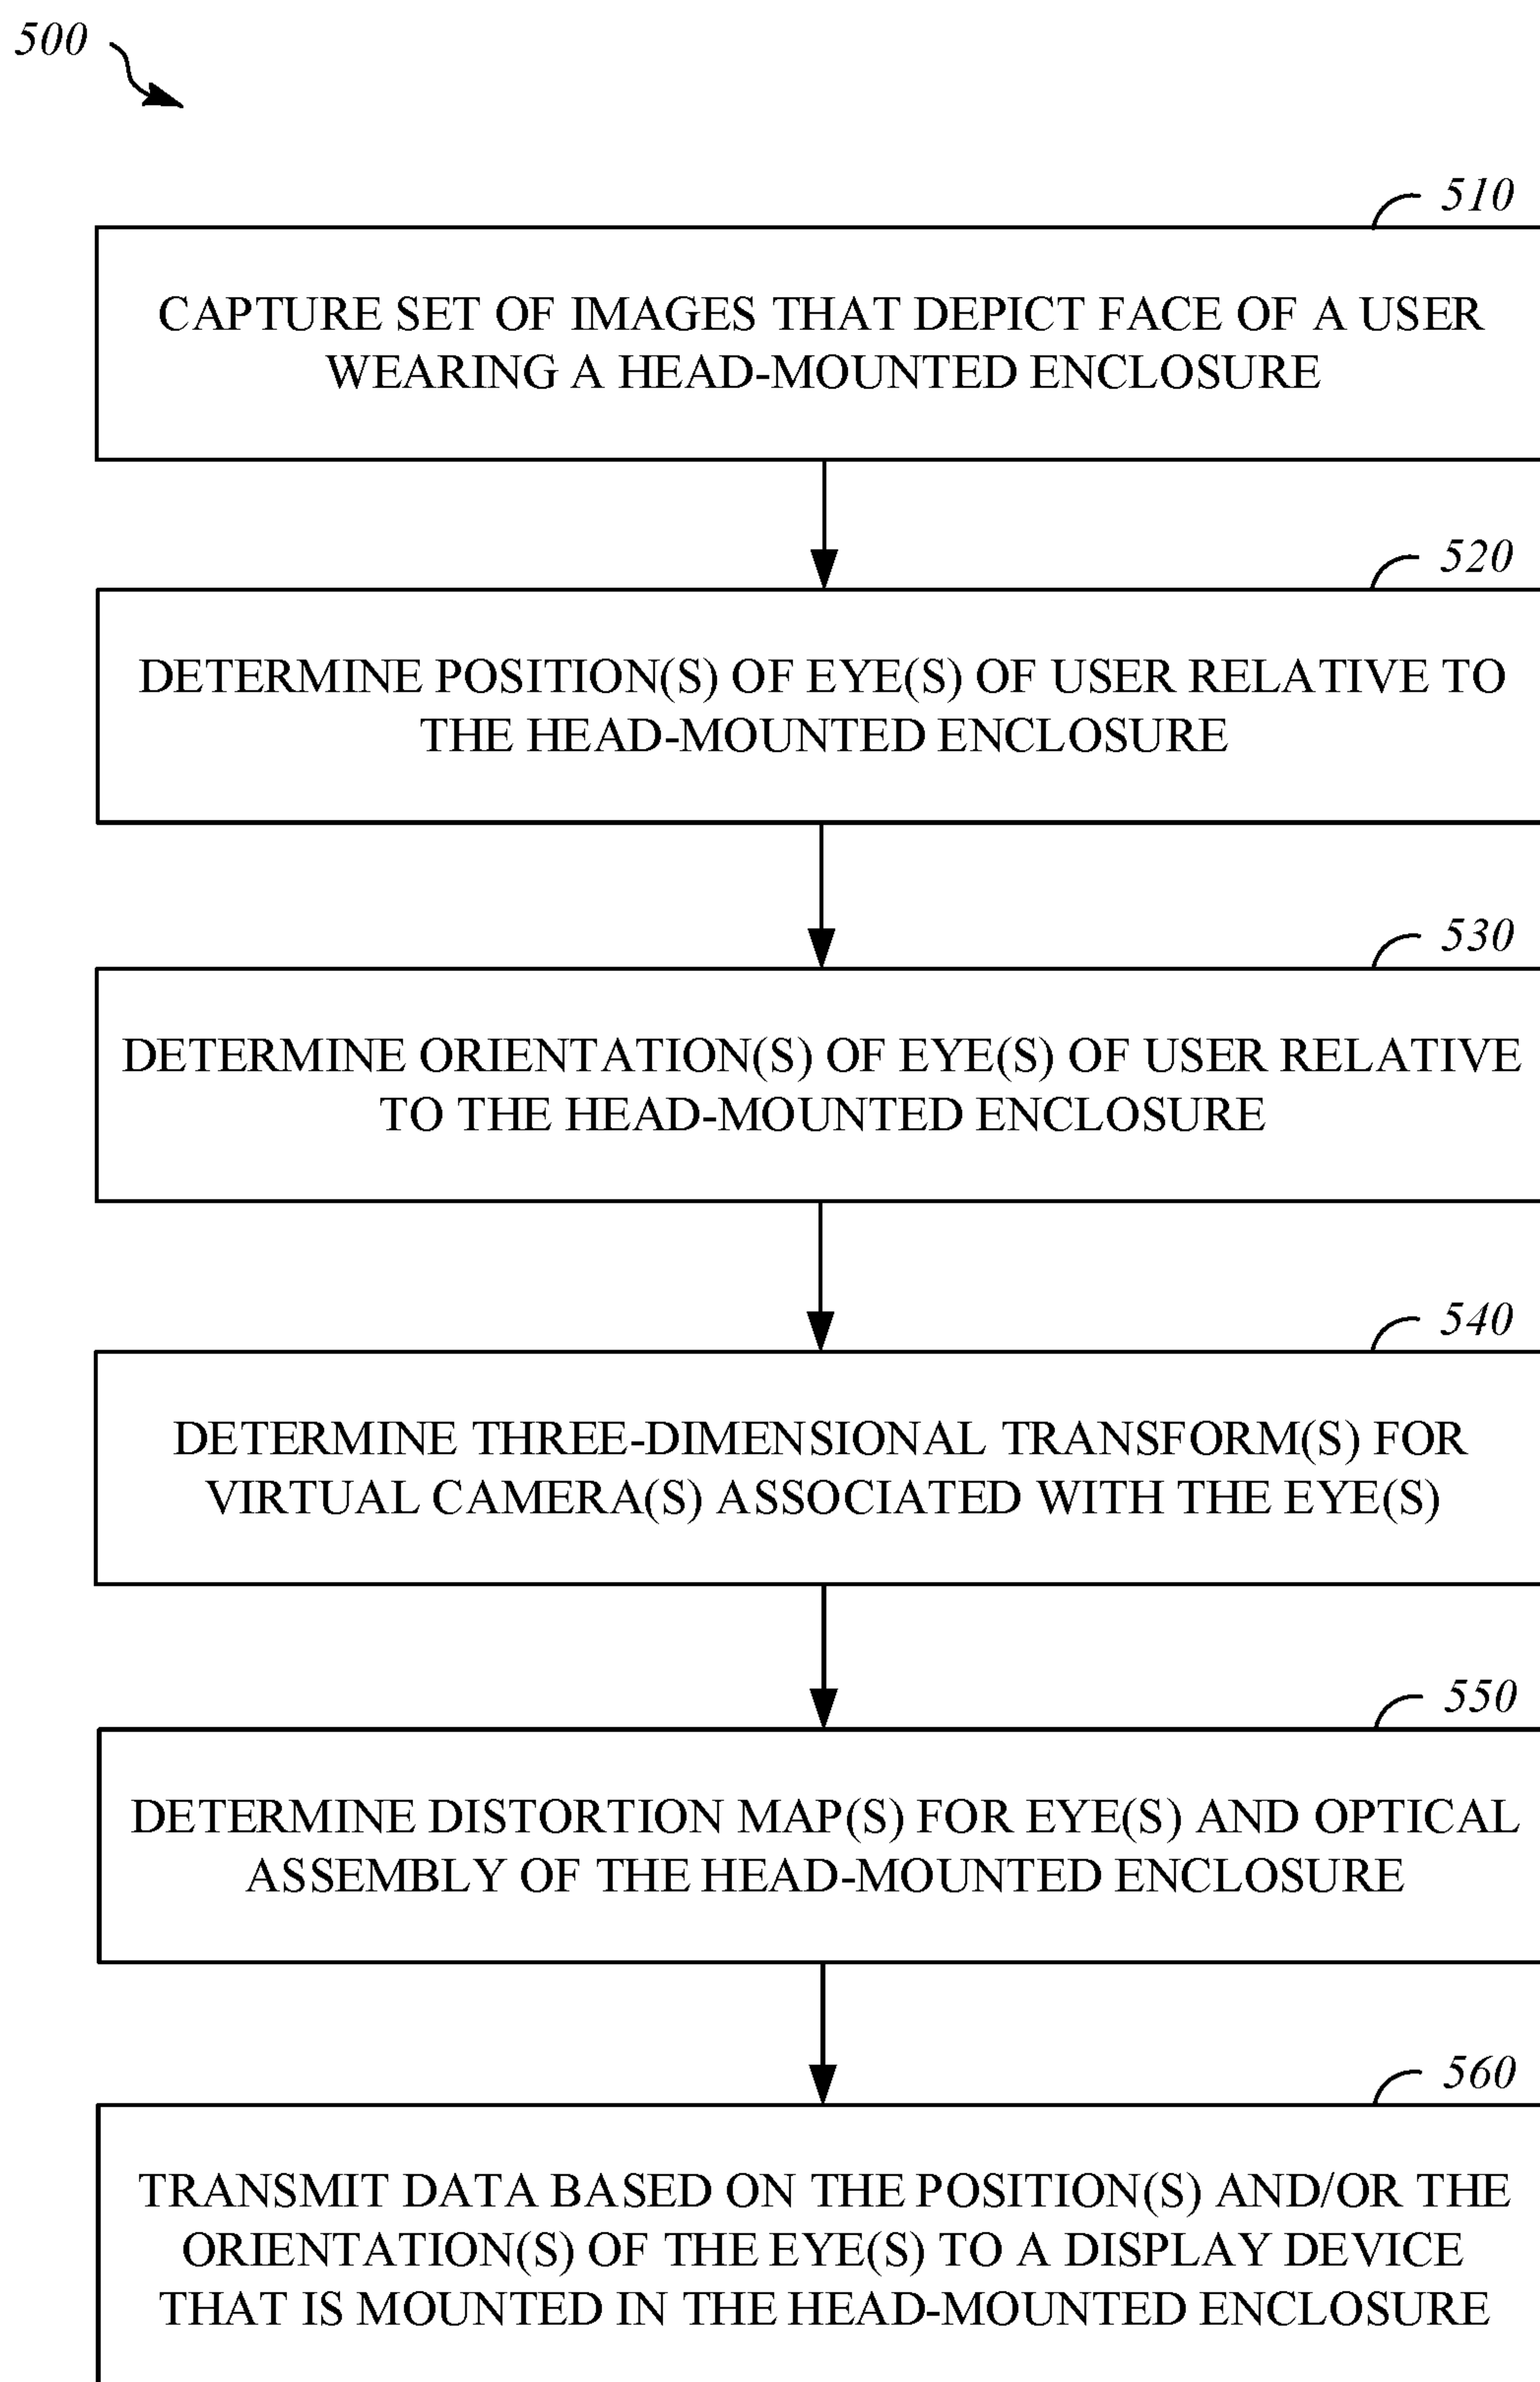 500
510
CAPTURE SET OF IMAGES THAT DEPICT FACE OF A USER
WEARING A HEAD-MOUNTED ENCLOSURE
520
DETERMINE POSITION(S) OF EYE(S) OF USER RELATIVE TO
THE HEAD-MOUNTED ENCLOSURE
530
DETERMINE ORIENTATION(S) OF EYE(S) OF USER RELATIVE
TO THE HEAD-MOUNTED ENCLOSURE
540
DETERMINE THREE-DIMENSIONAL TRANSFORM(S) FOR
VIRTUAL CAMERA(S) ASSOCIATED WITH THE EYE(S)
550
DETERMINE DISTORTION MAP(S) FOR EYE(S) AND OPTICAL
ASSEMBLY OF THE HEAD-MOUNTED ENCLOSURE
560
TRANSMIT DATA BASED ON THE POSITION(S) AND/OR THE
ORIENTATION(S) OF THE EYE(S) TO A DISPLAY DEVICE
THAT IS MOUNTED IN THE HEAD-MOUNTED ENCLOSURE